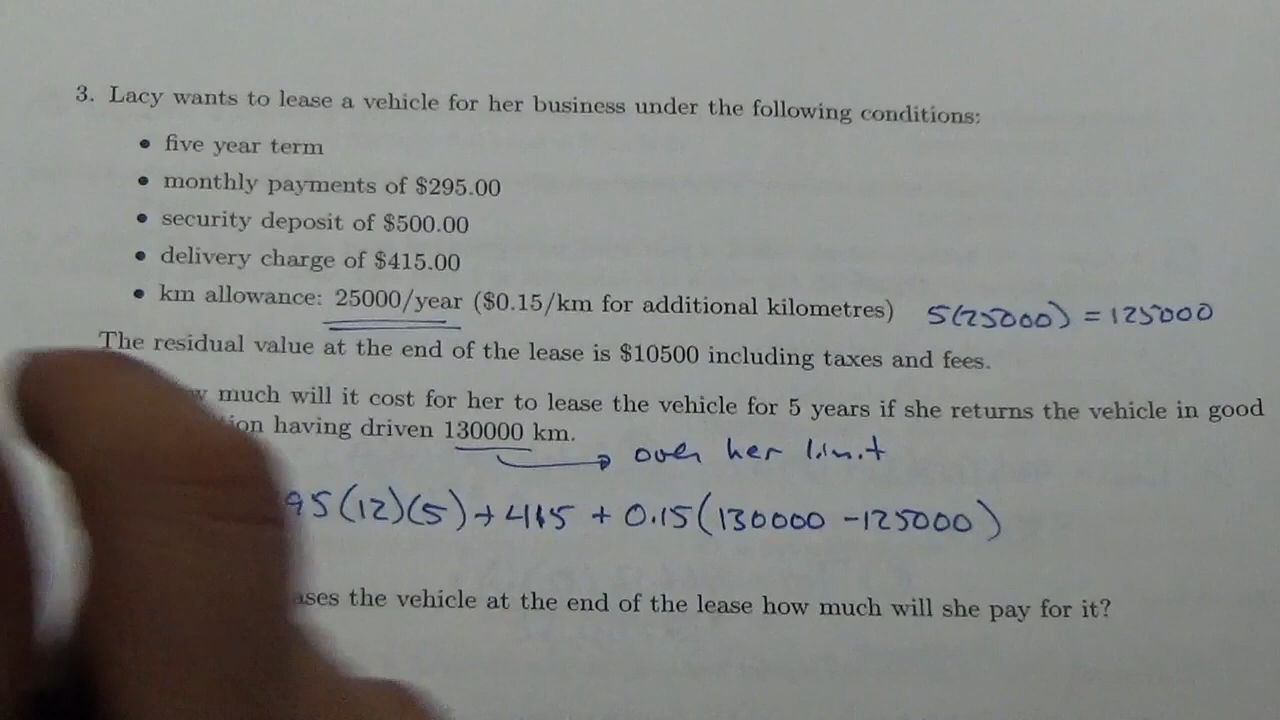 3. Lacy wants to lease a vehicle for her business under the following conditions:
• five year term
• monthly payments of $295.00
• security deposit of $500.00
• delivery charge of $415.00
• km allowance: 25000/year ($0.15/km for additional kilometres) 5(25000) = 125000
The residual value at the end of the lease is $10500 including taxes and fees.
much will it cost for her to lease the vehicle for 5 years if she returns the vehicle in good
having driven 130000 km.
over her limit
95(12)(5) + 415 + 0.15(130000 - 125000)
the vehicle at the end of the lease how much will she pay for it?